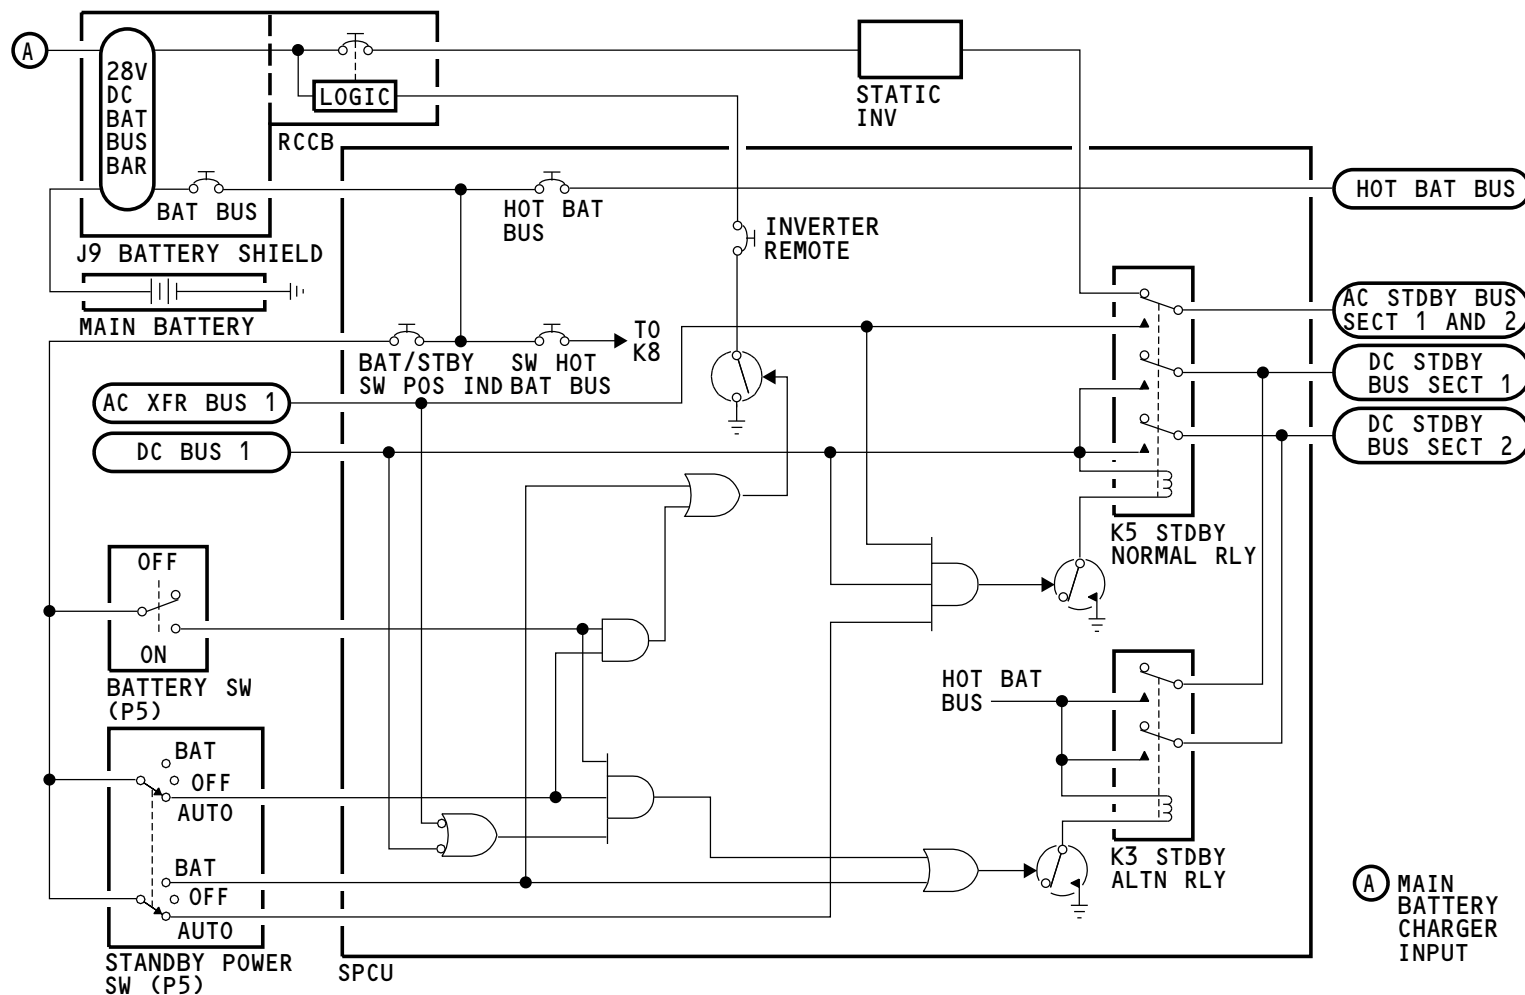 A
28V
DC
BAT
BUS
BAR
LOGIC
RCCB
STATIC
INV
BAT BUS
J9 BATTERY SHIELD
MAIN BATTERY
HOT BAT
BUS
INVERTER
REMOTE
HOT BAT BUS
AC STDBY BUS
SECT 1 AND 2
DC STDBY
BUS SECT 1
DC STDBY
BUS SECT 2
BAT/STBY
SW POS IND
SW HOT
BAT BUS
TO
K8
AC XFR BUS 1
DC BUS 1
K5 STDBY
NORMAL RLY
OFF
ON
BATTERY SW
(P5)
HOT BAT
BUS
BAT
OFF
AUTO
BAT
OFF
AUTO
STANDBY POWER
SW (P5)
SPCU
K3 STDBY
ALTN RLY
A
MAIN
BATTERY
CHARGER
INPUT